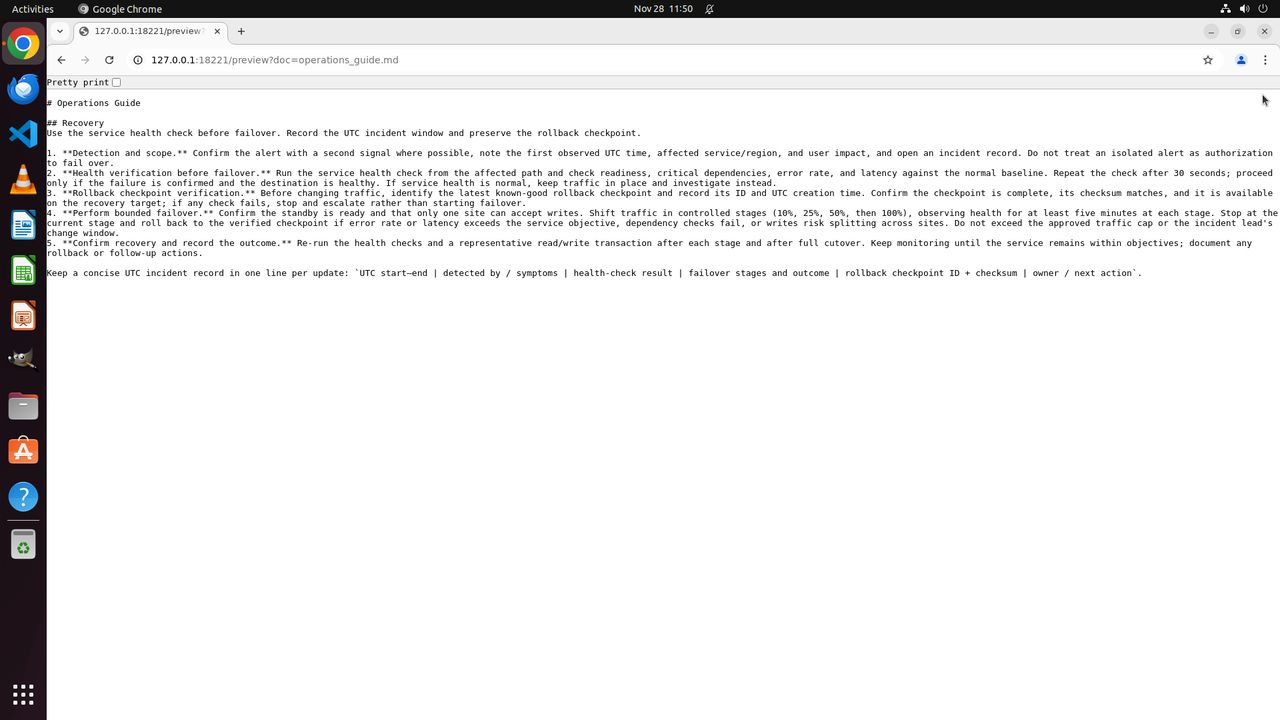 Activities
Google Chrome
Nov 28 11:50
127.0.0.1:18221/preview?
127.0.0.1:18221/preview?doc=operations_guide.md
Pretty print
# Operations Guide
## Recovery
Use the service health check before failover. Record the UTC incident window and preserve the rollback checkpoint.
1. **Detection and scope.** Confirm the alert with a second signal where possible, note the first observed UTC time, affected service/region, and user impact, and open an incident record. Do not treat an isolated alert as authorization
to fail over.
2. **Health verification before failover.** Run the service health check from the affected path and check readiness, critical dependencies, error rate, and latency against the normal baseline. Repeat the check after 30 seconds; proceed
only if the failure is confirmed and the destination is healthy. If service health is normal, keep traffic in place and investigate instead.
3. **Rollback checkpoint verification.** Before changing traffic, identify the latest known-good rollback checkpoint and record its ID and UTC creation time. Confirm the checkpoint is complete, its checksum matches, and it is available
on the recovery target; if any check fails, stop and escalate rather than starting failover.
4. **Perform bounded failover.** Confirm the standby is ready and that only one site can accept writes. Shift traffic in controlled stages (10%, 25%, 50%, then 100%), observing health for at least five minutes at each stage. Stop at the
current stage and roll back to the verified checkpoint if error rate or latency exceeds the service objective, dependency checks fail, or writes risk splitting across sites. Do not exceed the approved traffic cap or the incident lead's
change window.
5. **Confirm recovery and record the outcome.** Re-run the health checks and a representative read/write transaction after each stage and after full cutover. Keep monitoring until the service remains within objectives; document any
rollback or follow-up actions.
Keep a concise UTC incident record in one line per update: `UTC start–end | detected by / symptoms | health-check result | failover stages and outcome | rollback checkpoint ID + checksum | owner / next action`.